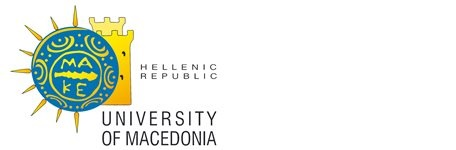 MA
KE
HELLENIC
REPUBLIC
UNIVERSITY
OF MACEDONIA